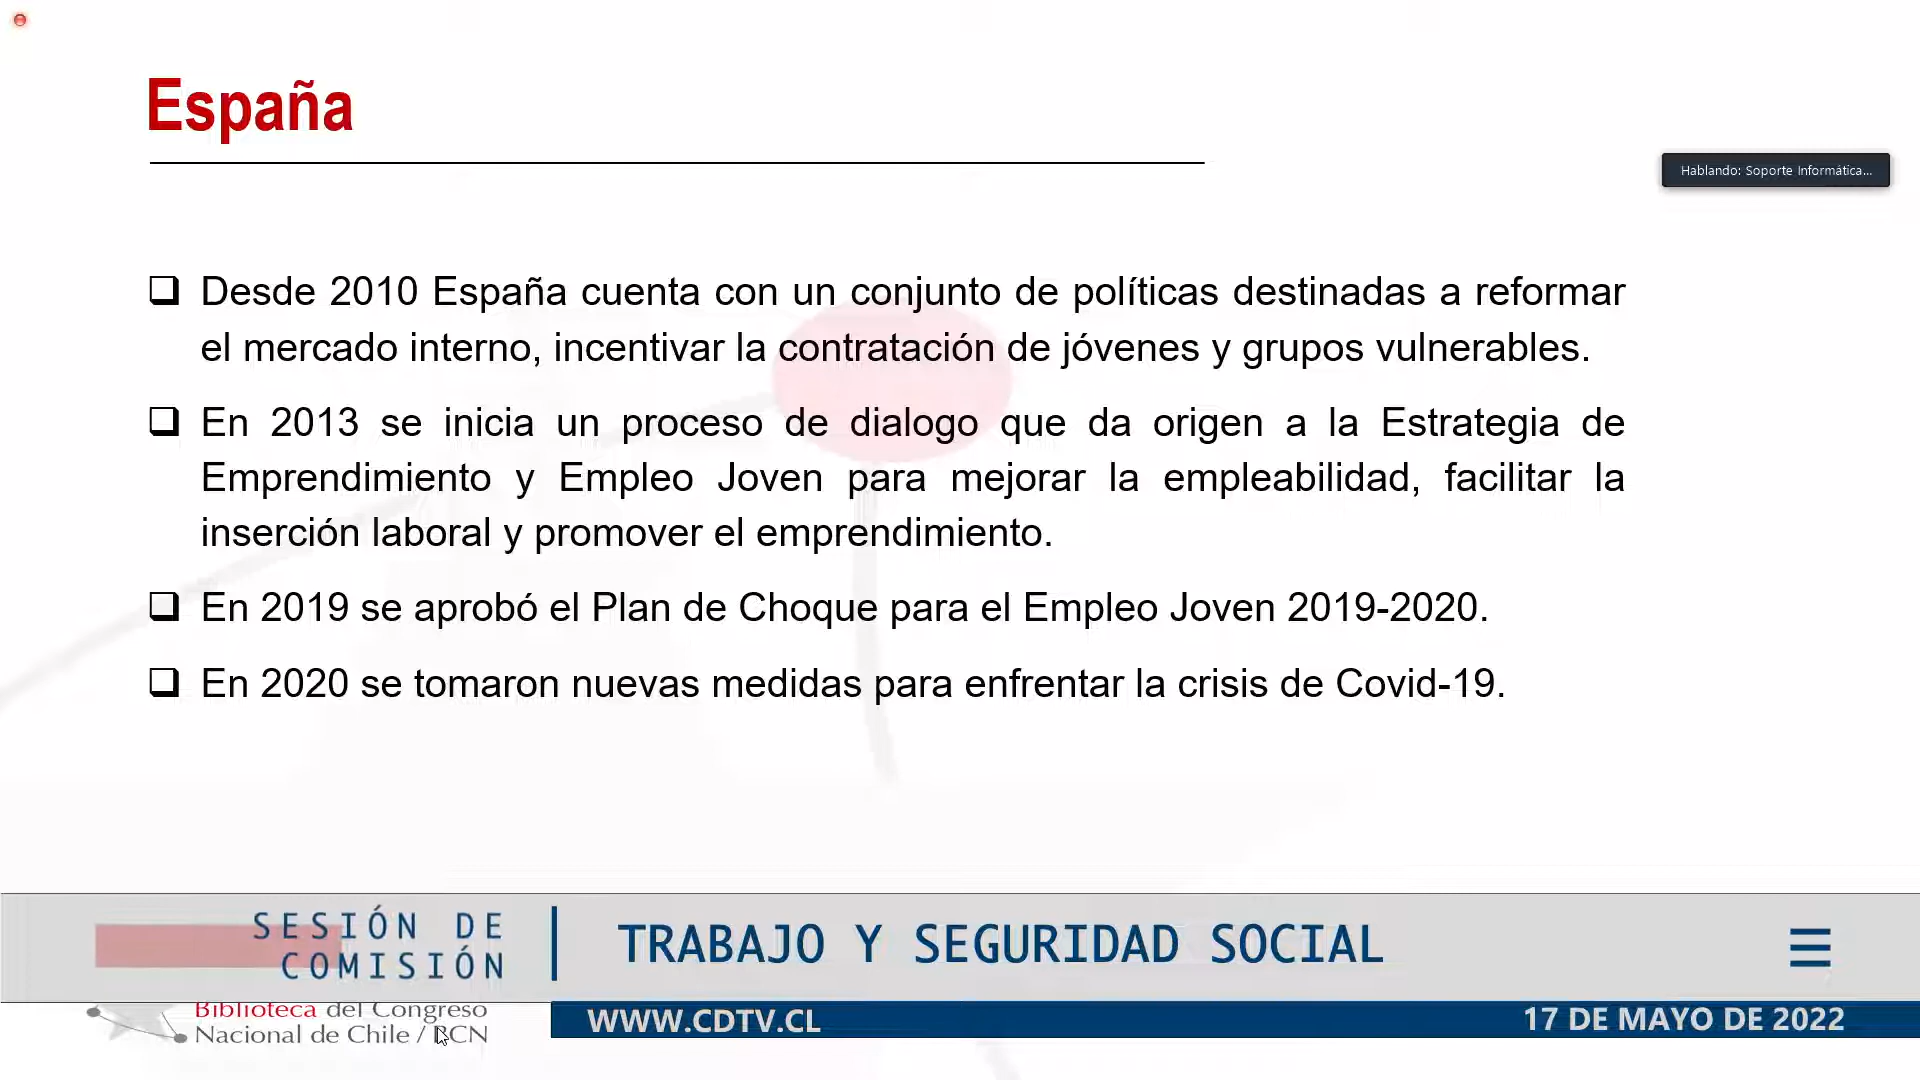 España
Hablando: Soporte Informática...
Desde 2010 España cuenta con un conjunto de políticas destinadas a reformar
el mercado interno, incentivar la contratación de jóvenes y grupos vulnerables.
En 2013 se inicia un proceso de dialogo que da origen a la Estrategia de
Emprendimiento y Empleo Joven para mejorar la empleabilidad, facilitar la
inserción laboral y promover el emprendimiento.
En 2019 se aprobó el Plan de Choque para el Empleo Joven 2019-2020.
En 2020 se tomaron nuevas medidas para enfrentar la crisis de Covid-19.
SESIÓN DE
COMISIÓN
TRABAJO Y SEGURIDAD SOCIAL
Biblioteca del Congreso
Nacional de Chile / BCN
WWW.CDTV.CL
17 DE MAYO DE 2022